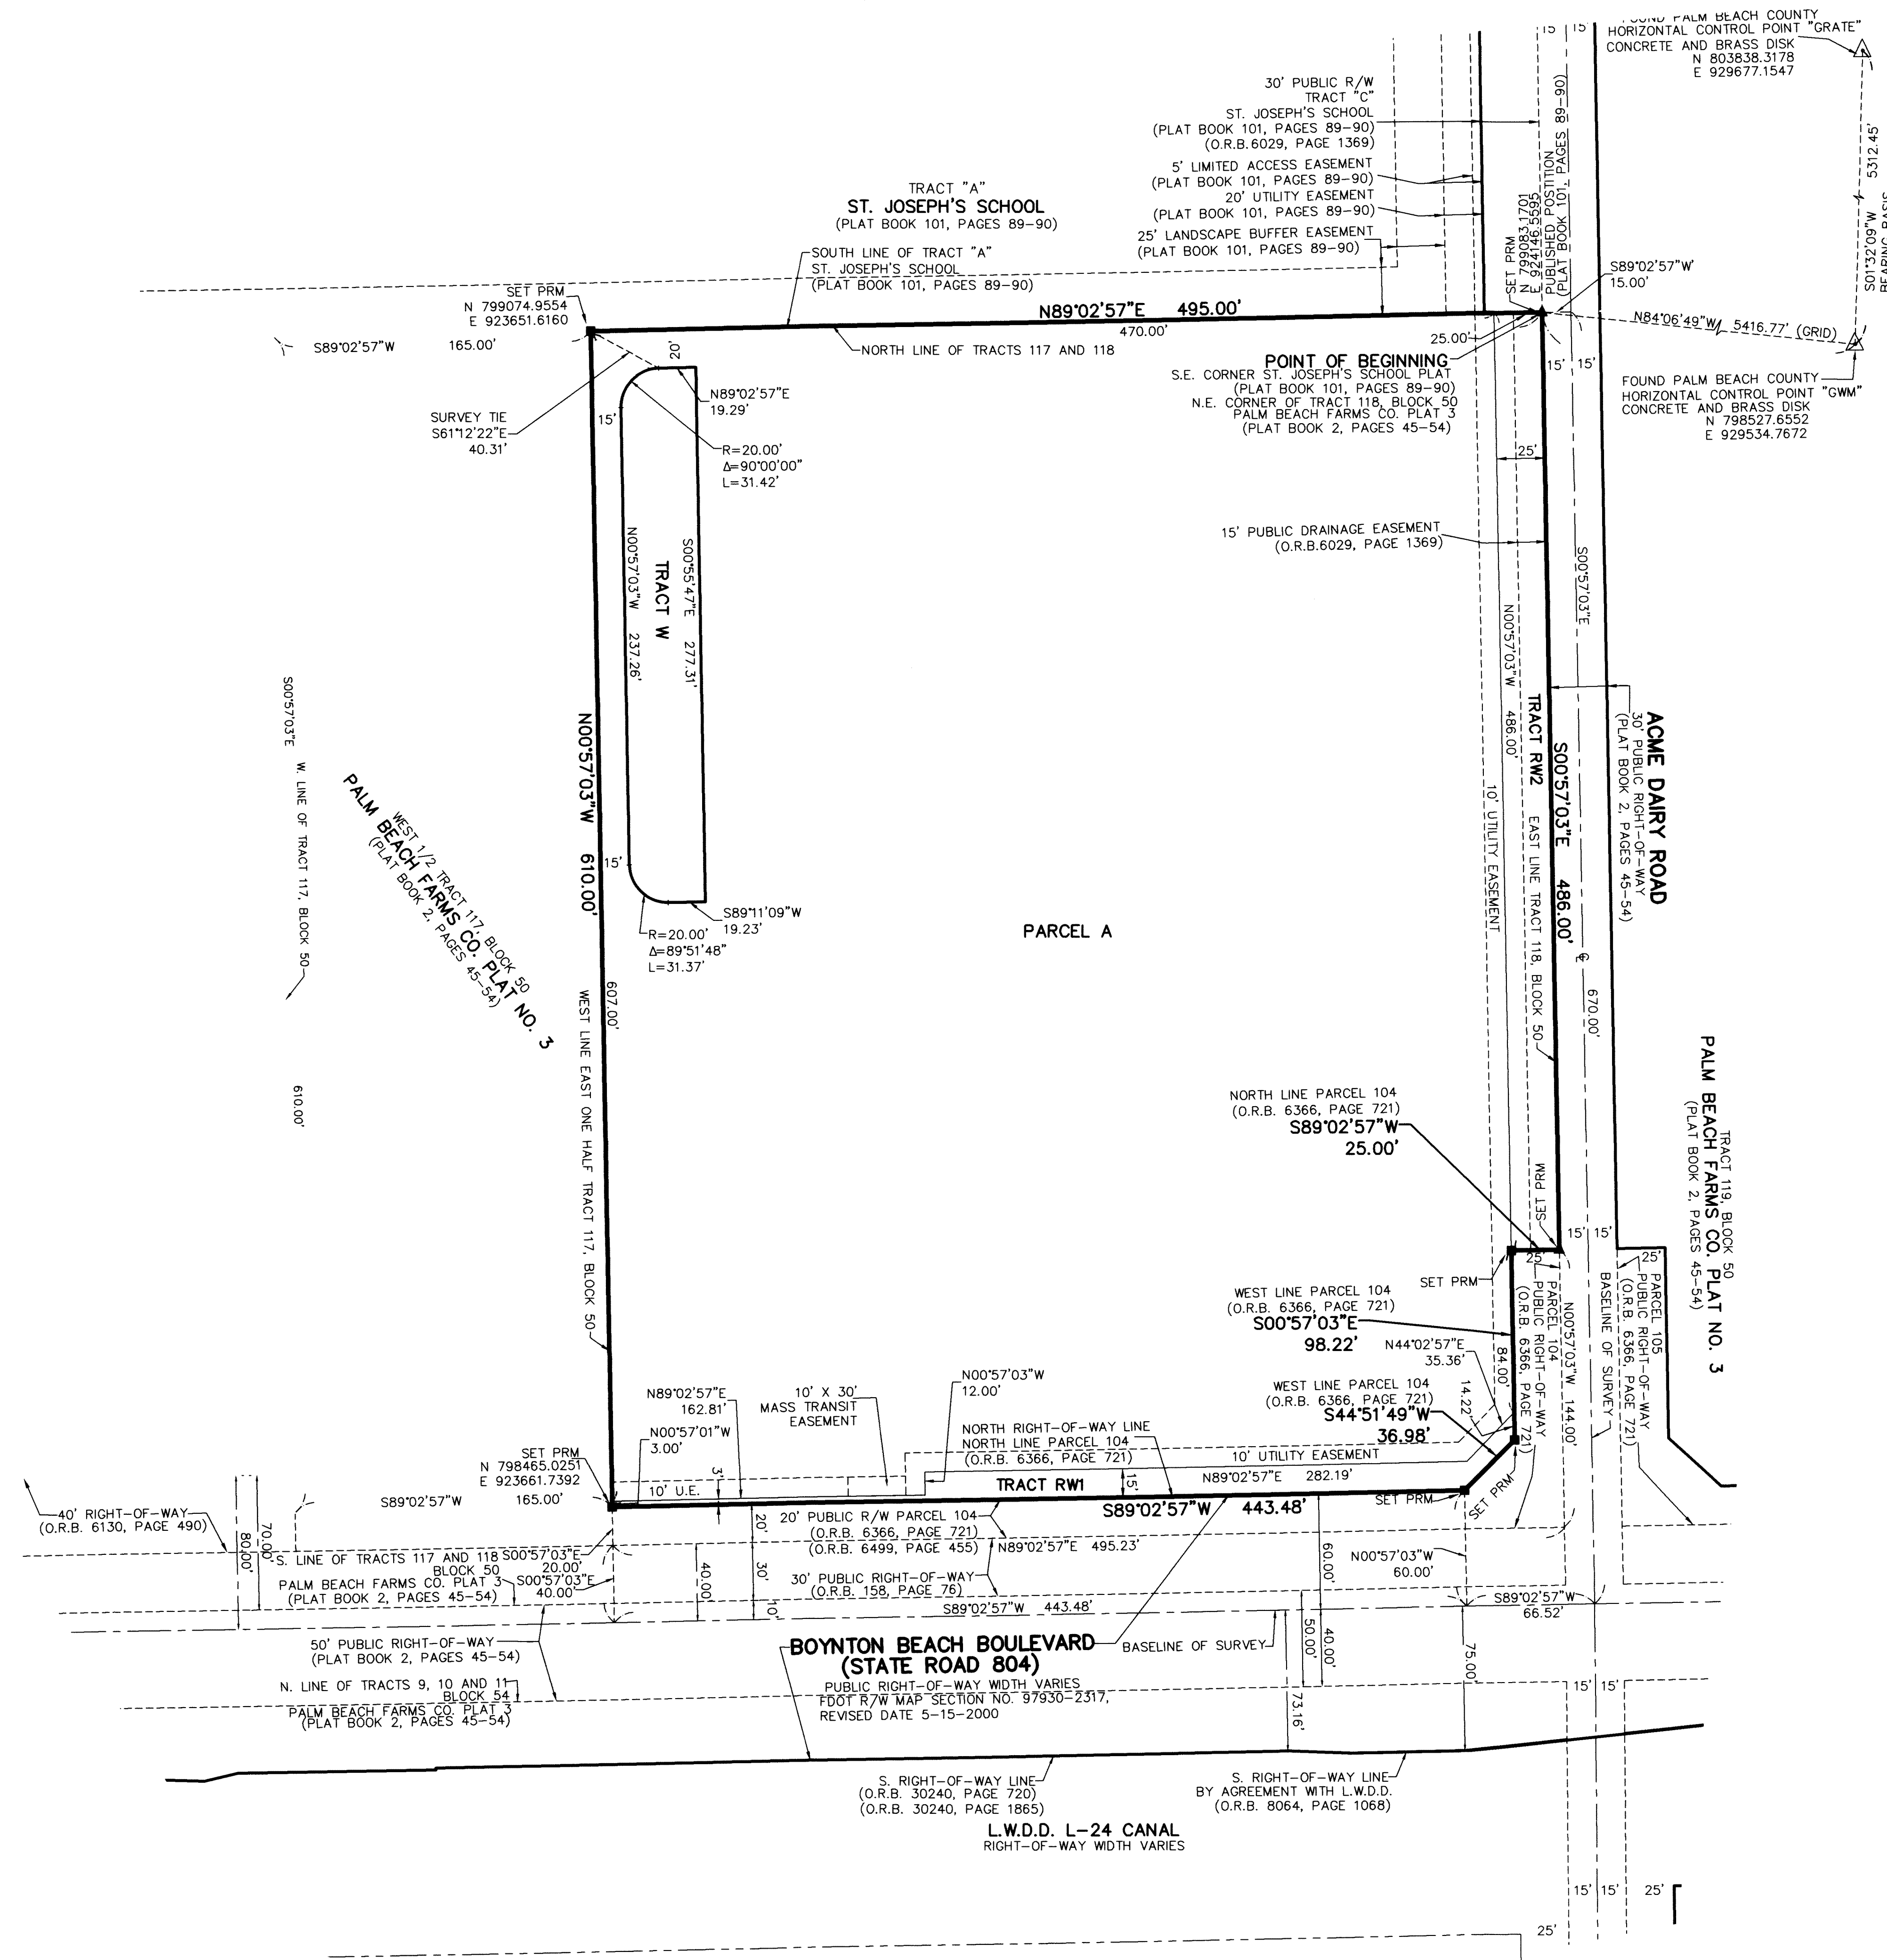 FOUND PALM BEACH COUNTY
HORIZONTAL CONTROL POINT "GRATE"
CONCRETE AND BRASS DISK
N 803838.3178
E 929677.1547
S01°32'09"W 5312.45'
BEARING BASIS
15' 15'
30' PUBLIC R/W
TRACT "C"
ST. JOSEPH'S SCHOOL
(PLAT BOOK 101, PAGES 89-90)
(O.R.B.6029, PAGE 1369)
5' LIMITED ACCESS EASEMENT
(PLAT BOOK 101, PAGES 89-90)
20' UTILITY EASEMENT
(PLAT BOOK 101, PAGES 89-90)
25' LANDSCAPE BUFFER EASEMENT
(PLAT BOOK 101, PAGES 89-90)
SET PRM
N 799083.1701
E 924146.5595
PUBLISHED POSTITION
(PLAT BOOK 101, PAGES 89-90)
S89°02'57"W'
15.00'
N84°06'49"W 5416.77' (GRID)
FOUND PALM BEACH COUNTY
HORIZONTAL CONTROL POINT "GWM"
CONCRETE AND BRASS DISK
N 798527.6552
E 929534.7672
TRACT "A"
ST. JOSEPH'S SCHOOL
(PLAT BOOK 101, PAGES 89-90)
SOUTH LINE OF TRACT "A"
ST. JOSEPH'S SCHOOL
(PLAT BOOK 101, PAGES 89-90)
SET PRM
N 799074.9554
E 923651.6160
S89°02'57"W 165.00'
N89°02'57"E 495.00'
470.00'
25.00'
NORTH LINE OF TRACTS 117 AND 118
POINT OF BEGINNING
S.E. CORNER ST. JOSEPH'S SCHOOL PLAT
(PLAT BOOK 101, PAGES 89-90)
N.E. CORNER OF TRACT 118, BLOCK 50
PALM BEACH FARMS CO. PLAT 3
(PLAT BOOK 2, PAGES 45-54)
15' 15'
20'
N89°02'57"E
19.29'
SURVEY TIE
S61°12'22"E
40.31'
15'
R=20.00'
Δ=90°00'00"
L=31.42'
N00°57'03"W 237.26'
TRACT W
S00°55'47"E 277.31'
15'
S89°11'09"W
19.23'
R=20.00'
Δ=89°51'48"
L=31.37'
25'
15' PUBLIC DRAINAGE EASEMENT
(O.R.B.6029, PAGE 1369)
10' UTILITY EASEMENT
N00°57'03"W 486.00'
TRACT RW2
EAST LINE TRACT 118, BLOCK 50
S00°57'03"E 486.00'
S00°57'03"E
670.00'
℄
ACME DAIRY ROAD
30' PUBLIC RIGHT-OF-WAY
(PLAT BOOK 2, PAGES 45-54)
TRACT 119, BLOCK 50
PALM BEACH FARMS CO. PLAT NO. 3
(PLAT BOOK 2, PAGES 45-54)
PARCEL A
S00°57'03"E W. LINE OF TRACT 117, BLOCK 50
610.00'
WEST 1/2 TRACT 117, BLOCK 50
PALM BEACH FARMS CO. PLAT NO. 3
(PLAT BOOK 2, PAGES 45-54)
N00°57'03"W 610.00'
607.00'
WEST LINE EAST ONE HALF TRACT 117, BLOCK 50
NORTH LINE PARCEL 104
(O.R.B. 6366, PAGE 721)
S89°02'57"W
25.00'
SET PRM
15' 15'
25'
25'
SET PRM
WEST LINE PARCEL 104
(O.R.B. 6366, PAGE 721)
S00°57'03"E
98.22'
N44°02'57"E
35.36'
84.00'
14.22'
WEST LINE PARCEL 104
(O.R.B. 6366, PAGE 721)
S44°51'49"W
36.98'
PARCEL 104
PUBLIC RIGHT-OF-WAY
(O.R.B. 6366, PAGE 721)
N00°57'03"W 144.00'
BASELINE OF SURVEY
PARCEL 105
PUBLIC RIGHT-OF-WAY
(O.R.B. 6366, PAGE 721)
N89°02'57"E
162.81'
10' X 30'
MASS TRANSIT
EASEMENT
N00°57'03"W
12.00'
N00°57'01"W
3.00'
NORTH RIGHT-OF-WAY LINE
NORTH LINE PARCEL 104
(O.R.B. 6366, PAGE 721)
10' UTILITY EASEMENT
SET PRM
N 798465.0251
E 923661.7392
S89°02'57"W 165.00'
10' U.E.
3'
TRACT RW1
15'
N89°02'57"E 282.19'
S89°02'57"W 443.48'
SET PRM
SET PRM
40' RIGHT-OF-WAY
(O.R.B. 6130, PAGE 490)
70.00'
80.00'
S. LINE OF TRACTS 117 AND 118
BLOCK 50
PALM BEACH FARMS CO. PLAT 3
(PLAT BOOK 2, PAGES 45-54)
S00°57'03"E
20.00'
S00°57'03"E
40.00'
40.00'
20'
30'
10'
20' PUBLIC R/W PARCEL 104
(O.R.B. 6366, PAGE 721)
(O.R.B. 6499, PAGE 455)
N89°02'57"E 495.23'
30' PUBLIC RIGHT-OF-WAY
(O.R.B. 158, PAGE 76)
S89°02'57"W 443.48'
60.00'
N00°57'03"W
60.00'
S89°02'57"W
66.52'
50' PUBLIC RIGHT-OF-WAY
(PLAT BOOK 2, PAGES 45-54)
N. LINE OF TRACTS 9, 10 AND 11
BLOCK 54
PALM BEACH FARMS CO. PLAT 3
(PLAT BOOK 2, PAGES 45-54)
BOYNTON BEACH BOULEVARD
(STATE ROAD 804)
PUBLIC RIGHT-OF-WAY WIDTH VARIES
FDOT R/W MAP SECTION NO. 97930-2317,
REVISED DATE 5-15-2000
BASELINE OF SURVEY
50.00'
40.00'
73.16'
75.00'
15' 15'
S. RIGHT-OF-WAY LINE
(O.R.B. 30240, PAGE 720)
(O.R.B. 30240, PAGE 1865)
S. RIGHT-OF-WAY LINE
BY AGREEMENT WITH L.W.D.D.
(O.R.B. 8064, PAGE 1068)
L.W.D.D. L-24 CANAL
RIGHT-OF-WAY WIDTH VARIES
15' 15' 25'
25'